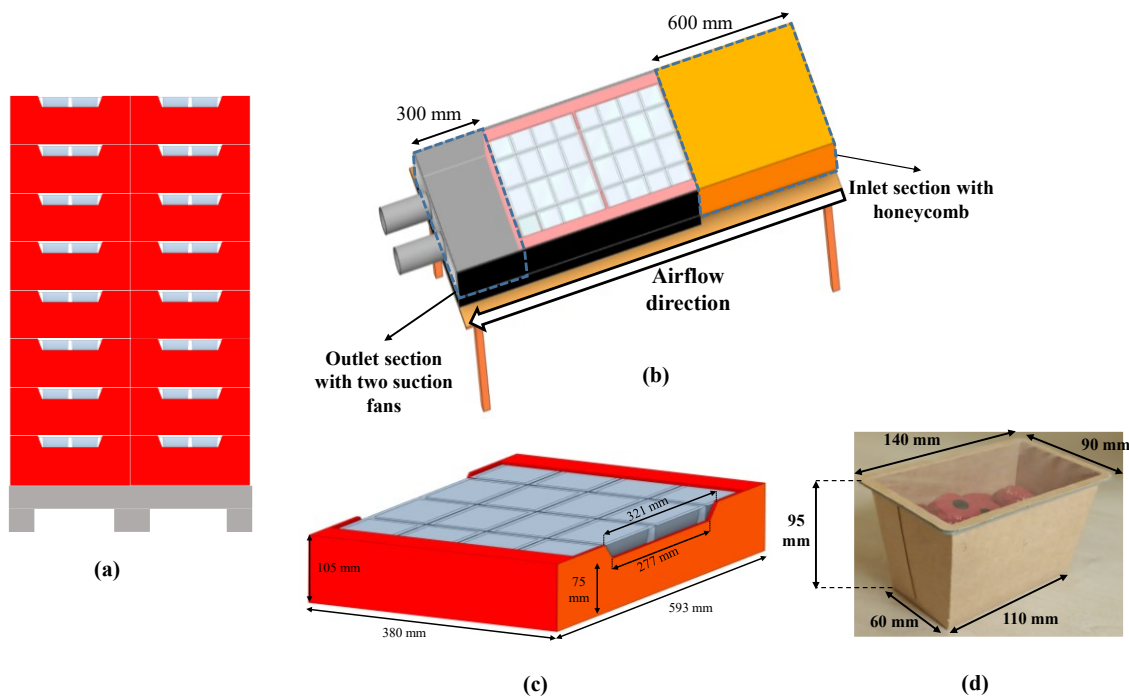 600 mm
300 mm
Inlet section with
honeycomb
Airflow
direction
Outlet section
with two suction
fans
(b)
(a)
321 mm
277 mm
105 mm
75
mm
593 mm
380 mm
(c)
140 mm
90 mm
95
mm
60 mm
110 mm
(d)